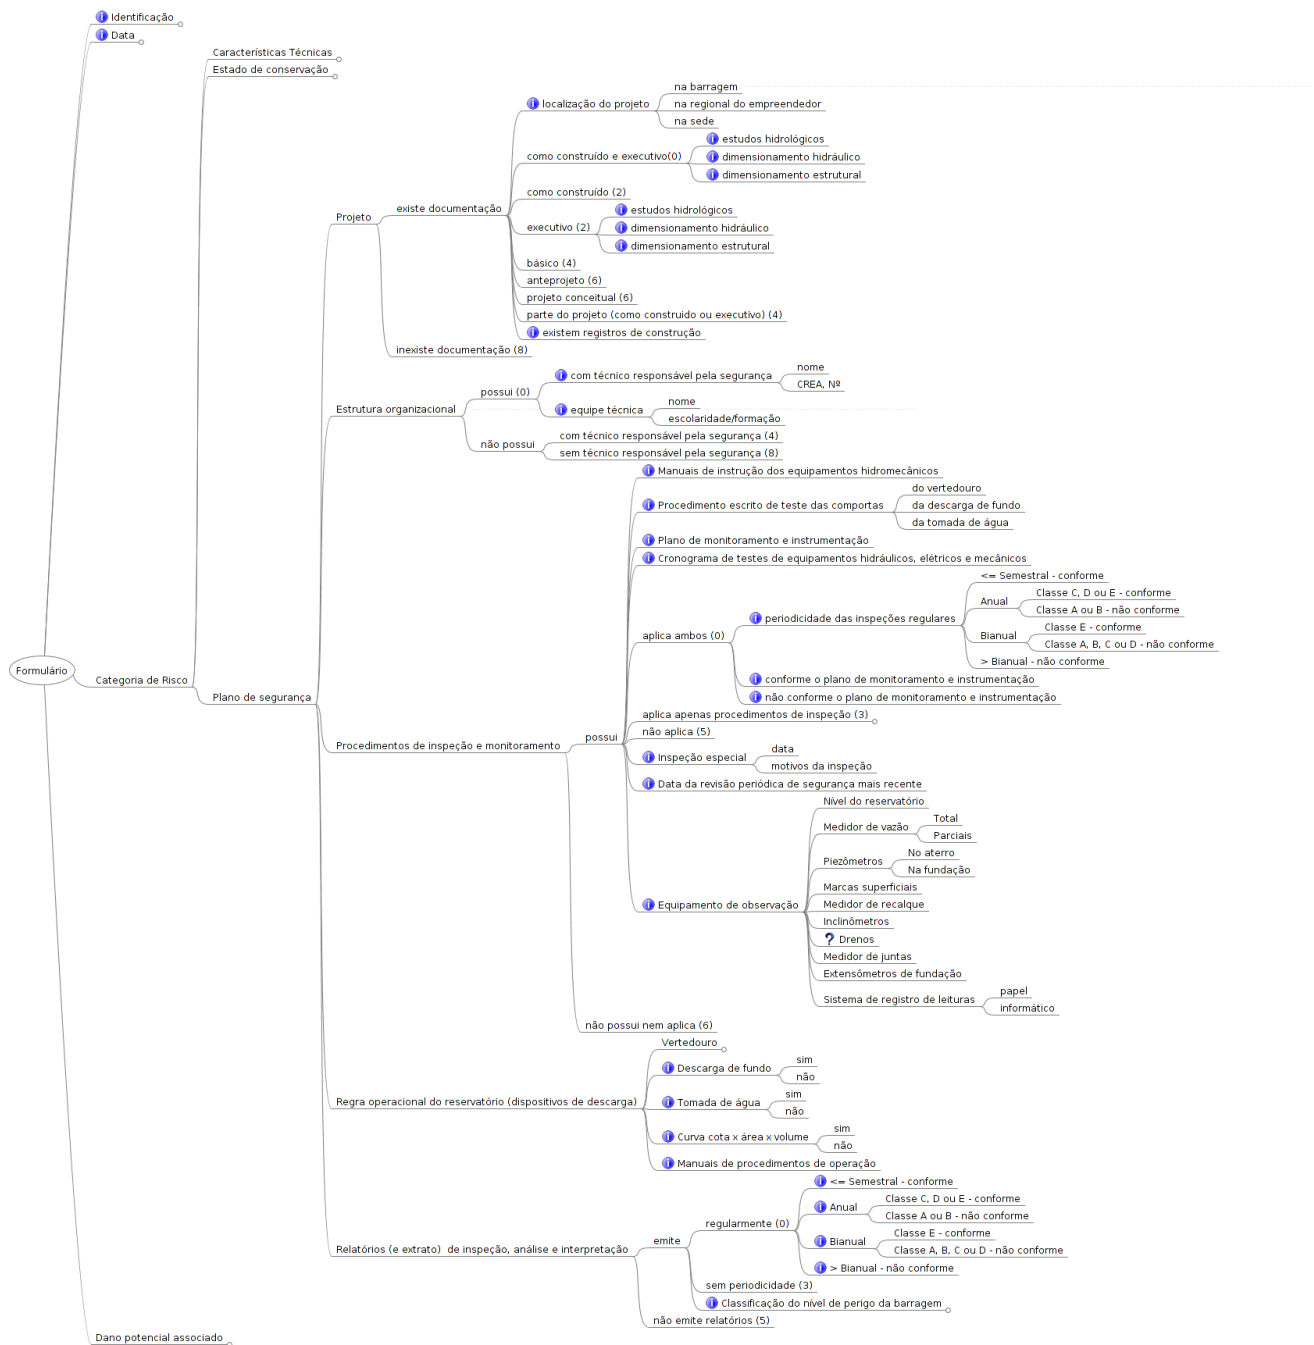 Identificação
Data
Características Técnicas
Estado de conservação
na barragem
localização do projeto
na regional do empreendedor
na sede
estudos hidrológicos
como construído e executivo(0)
dimensionamento hidráulico
dimensionamento estrutural
como construído (2)
existe documentação
estudos hidrológicos
Projeto
executivo (2)
dimensionamento hidráulico
dimensionamento estrutural
básico (4)
anteprojeto (6)
projeto conceitual (6)
parte do projeto (como construido ou executivo) (4)
existem registros de construção
inexiste documentação (8)
nome
com técnico responsável pela segurança
CREA, Nº
possui (0)
nome
Estrutura organizacional
equipe técnica
escolaridade/formação
com técnico responsável pela segurança (4)
não possui
sem técnico responsável pela segurança (8)
Manuais de instrução dos equipamentos hidromecânicos
do vertedouro
Procedimento escrito de teste das comportas
da descarga de fundo
da tomada de água
Plano de monitoramento e instrumentação
Cronograma de testes de equipamentos hidráulicos, elétricos e mecânicos
<= Semestral - conforme
Anual
Classe C, D ou E - conforme
Classe A ou B - não conforme
periodicidade das inspeções regulares
aplica ambos (0)
Bianual
Classe E - conforme
Classe A, B, C ou D - não conforme
> Bianual - não conforme
Formulário
Categoria de Risco
conforme o plano de monitoramento e instrumentação
Plano de segurança
não conforme o plano de monitoramento e instrumentação
aplica apenas procedimentos de inspeção (3)
não aplica (5)
possui
Procedimentos de inspeção e monitoramento
data
Inspeção especial
motivos da inspeção
Data da revisão periódica de segurança mais recente
Nível do reservatório
Total
Medidor de vazão
Parciais
No aterro
Piezômetros
Na fundação
Marcas superficiais
Equipamento de observação
Medidor de recalque
Inclinômetros
Drenos
Medidor de juntas
Extensômetros de fundação
papel
Sistema de registro de leituras
informático
não possui nem aplica (6)
Vertedouro
sim
Descarga de fundo
não
sim
Regra operacional do reservatório (dispositivos de descarga)
Tomada de água
não
sim
Curva cota x área x volume
não
Manuais de procedimentos de operação
<= Semestral - conforme
Classe C, D ou E - conforme
Anual
Classe A ou B - não conforme
regularmente (0)
Classe E - conforme
emite
Bianual
Relatórios (e extrato)  de inspeção, análise e interpretação
Classe A, B, C ou D - não conforme
> Bianual - não conforme
sem periodicidade (3)
Classificação do nível de perigo da barragem
não emite relatórios (5)
Dano potencial associado